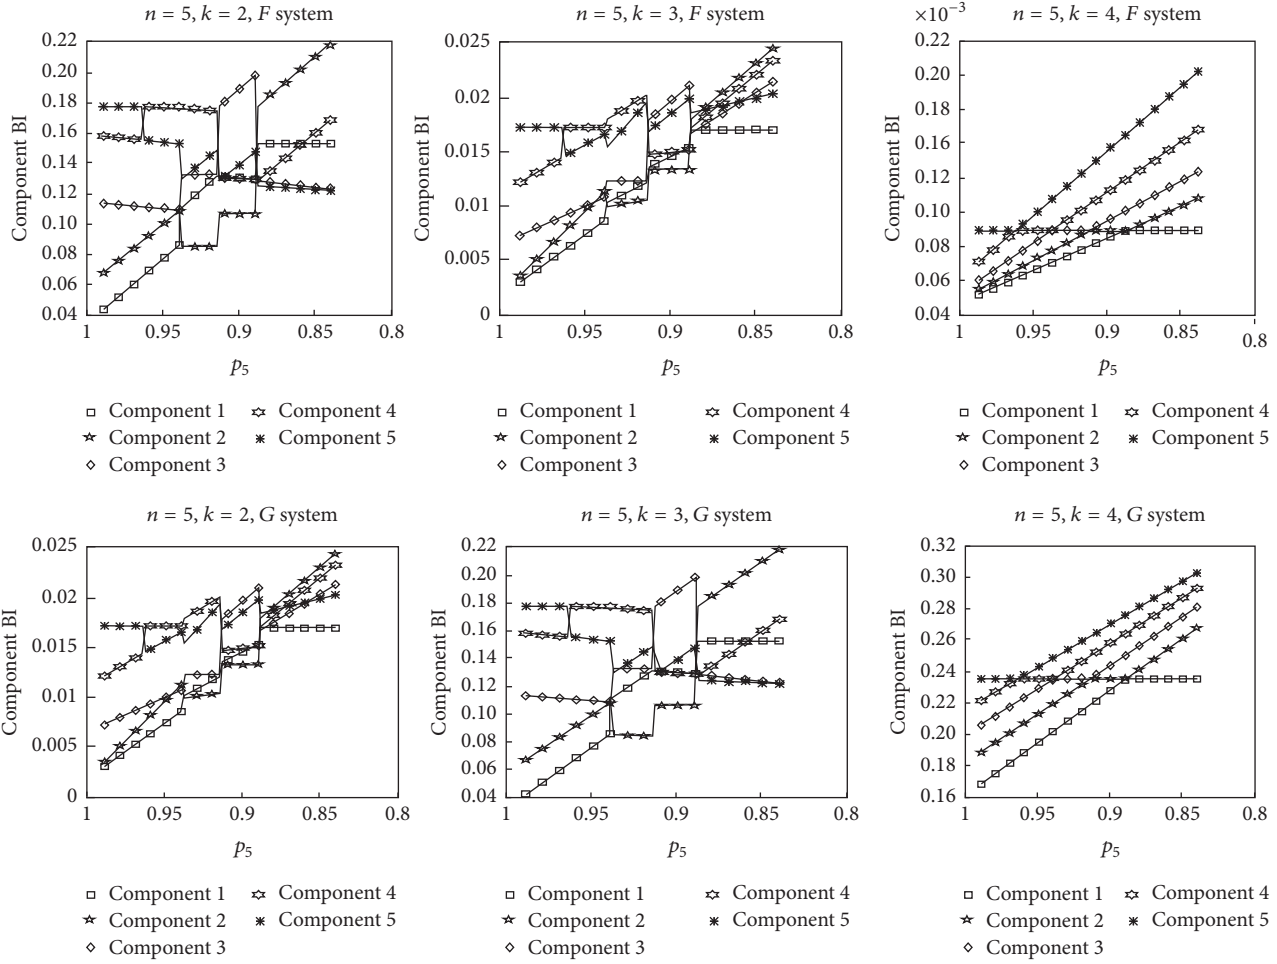 n = 5, k = 2, F system
0.22
0.20
0.18
0.16
0.14
0.12
0.10
0.08
0.06
0.04
Component BI
1
0.95
0.9
0.85
0.8
p5
Component 1
Component 2
Component 3
Component 4
Component 5
n = 5, k = 3, F system
0.025
0.02
0.015
0.01
0.005
0
Component BI
1
0.95
0.9
0.85
0.8
p5
Component 1
Component 2
Component 3
Component 4
Component 5
×10−3
n = 5, k = 4, F system
0.24
0.22
0.20
0.18
0.16
0.14
0.12
0.10
0.08
0.06
0.04
Component BI
1
0.95
0.9
0.85
0.8
p5
Component 1
Component 2
Component 3
Component 4
Component 5
n = 5, k = 2, G system
0.025
0.02
0.015
0.01
0.005
0
Component BI
1
0.95
0.9
0.85
0.8
p5
Component 1
Component 2
Component 3
Component 4
Component 5
n = 5, k = 3, G system
0.22
0.20
0.18
0.16
0.14
0.12
0.10
0.08
0.06
0.04
Component BI
1
0.95
0.9
0.85
0.8
p5
Component 1
Component 2
Component 3
Component 4
Component 5
n = 5, k = 4, G system
0.32
0.30
0.28
0.26
0.24
0.22
0.20
0.18
0.16
Component BI
1
0.95
0.9
0.85
0.8
p5
Component 1
Component 2
Component 3
Component 4
Component 5